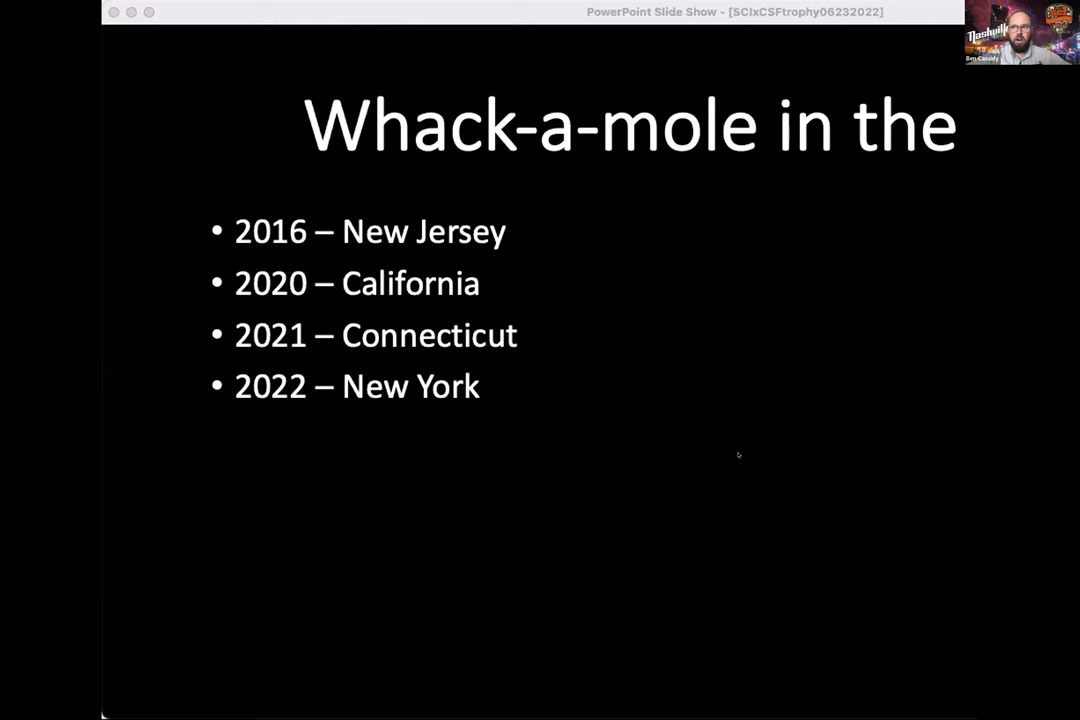 PowerPoint Slide Show - [SCIxCSFtrophy06232022]
Nashville
Ben Cassidy
Whack-a-mole in the
• 2016 – New Jersey
• 2020 – California
• 2021 – Connecticut
• 2022 – New York